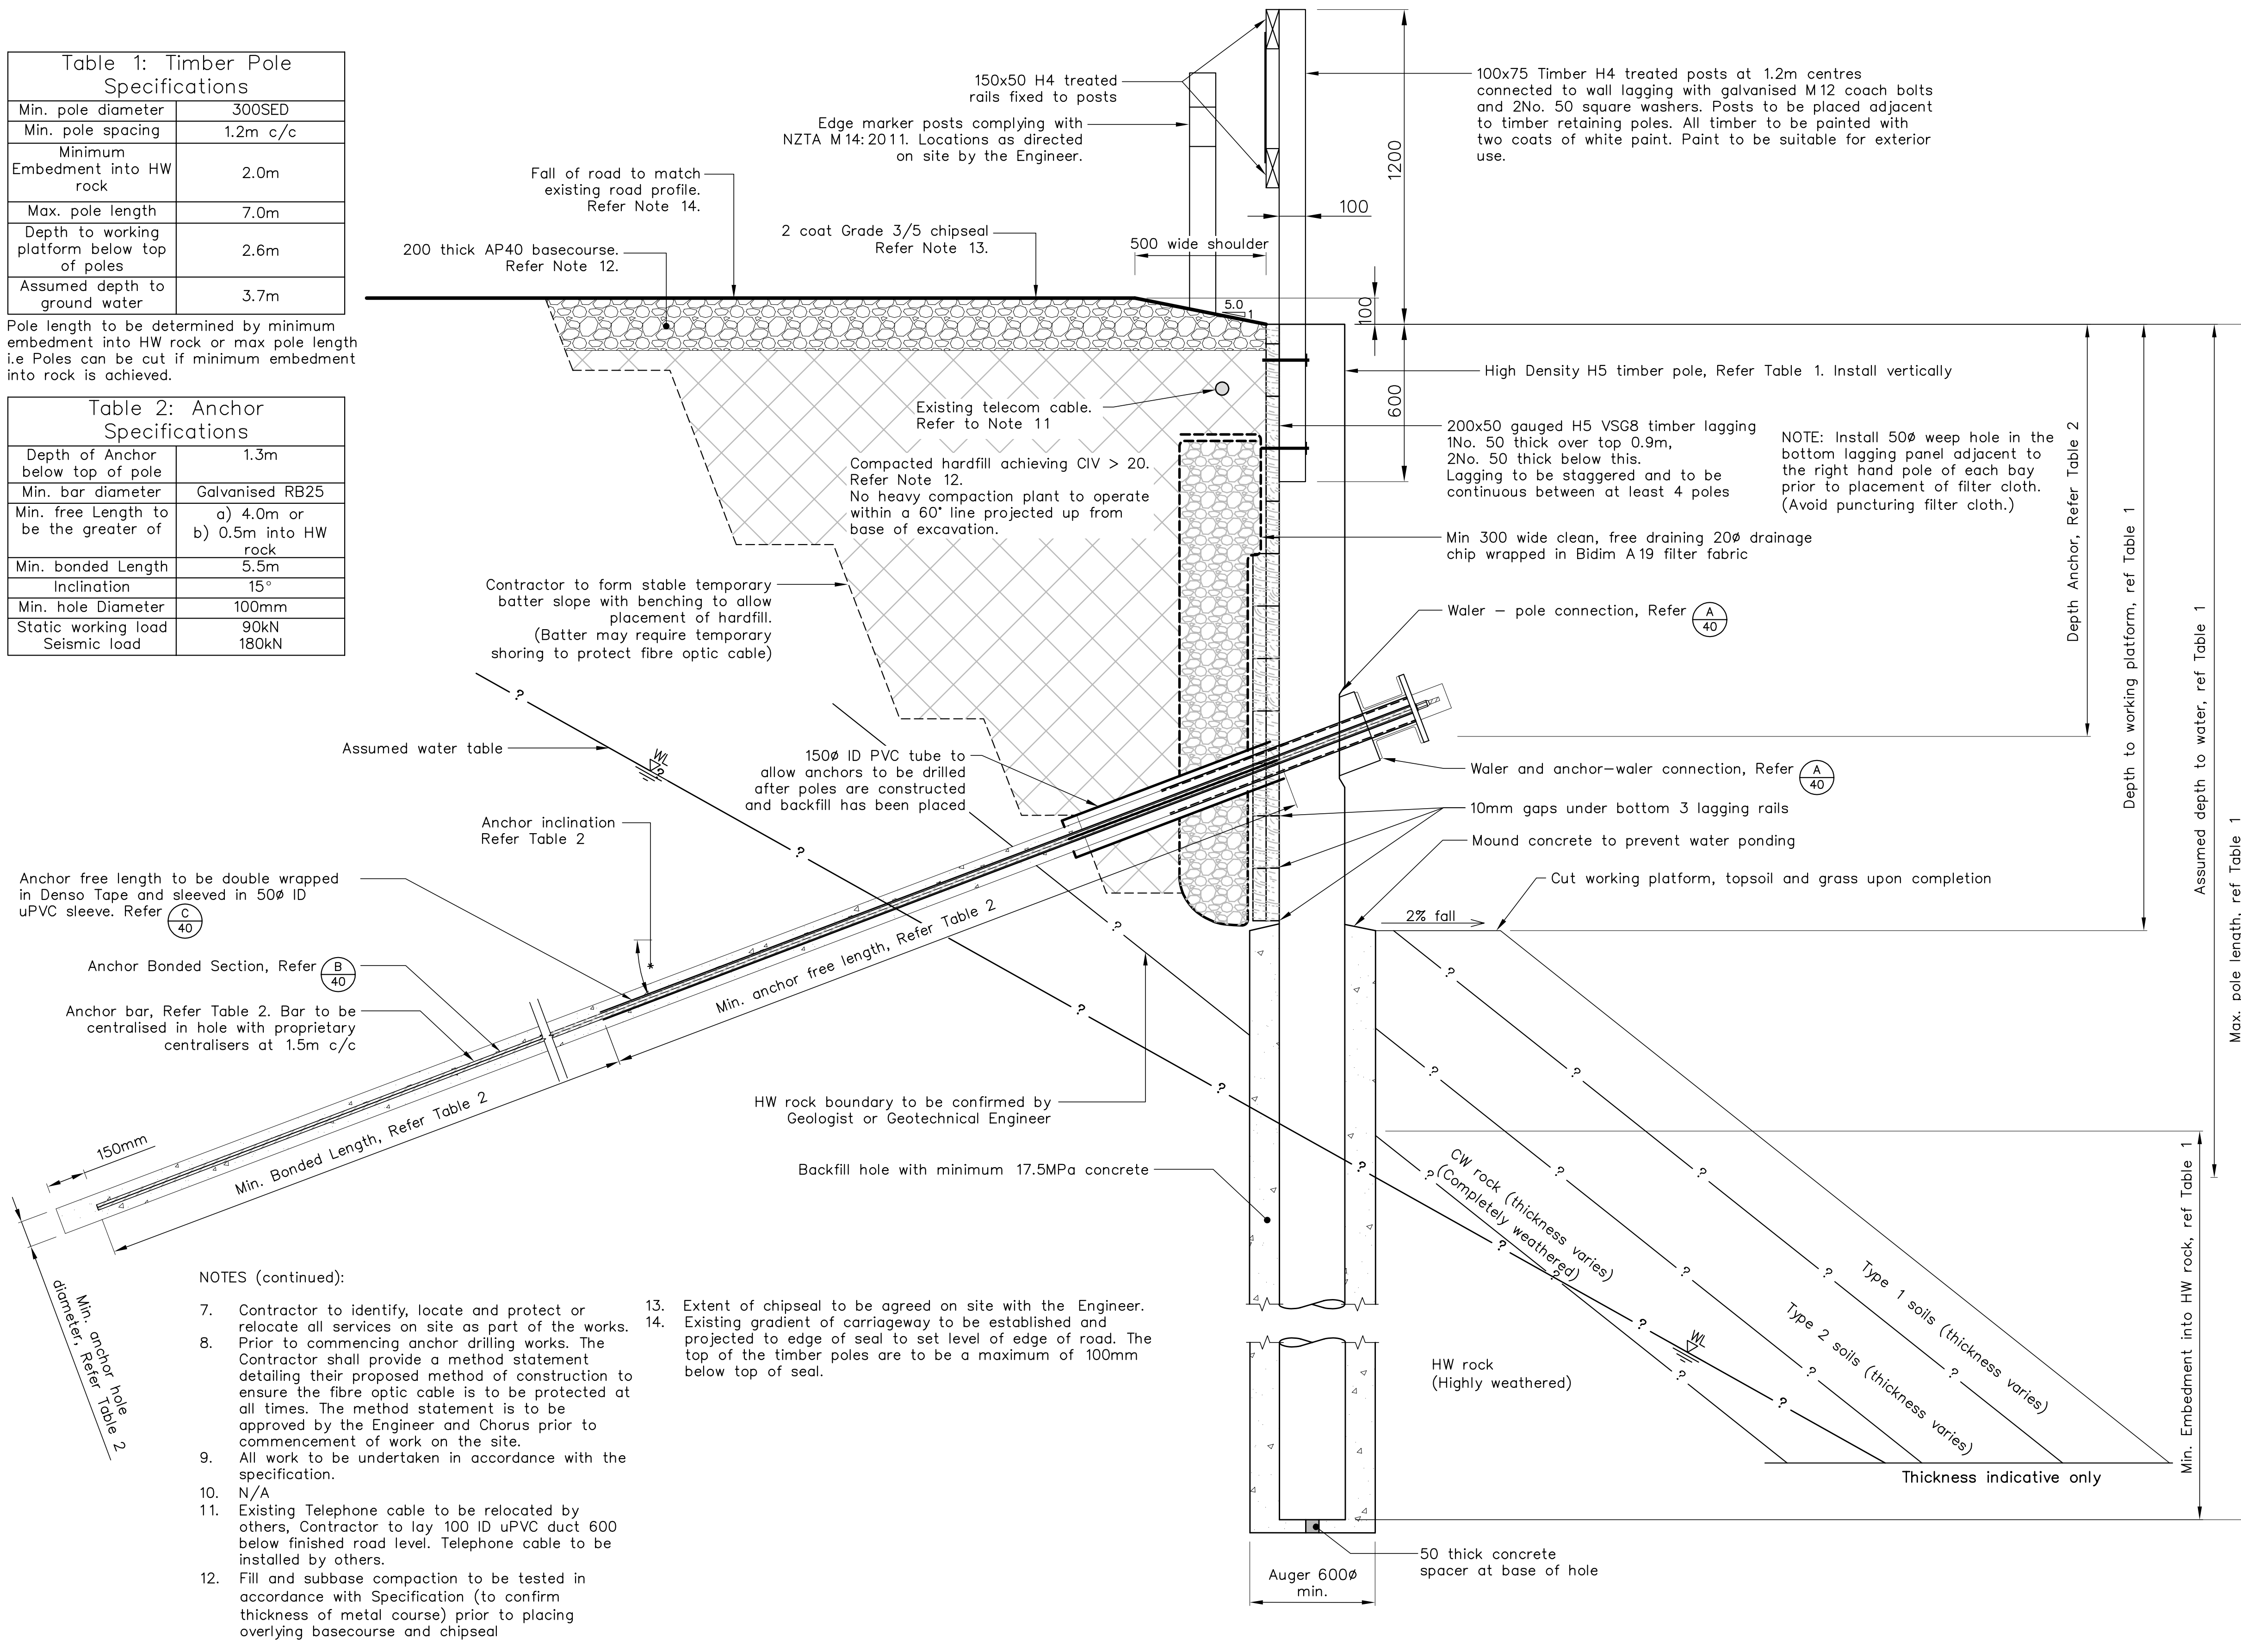 Table 1: Timber Pole
Specifications
Min. pole diameter 300SED
Min. pole spacing 1.2m c/c
Minimum
Embedment into HW
rock 2.0m
Max. pole length 7.0m
Depth to working
platform below top
of poles 2.6m
Assumed depth to
ground water 3.7m
Pole length to be determined by minimum
embedment into HW rock or max pole length
i.e Poles can be cut if minimum embedment
into rock is achieved.
Table 2: Anchor
Specifications
Depth of Anchor
below top of pole 1.3m
Min. bar diameter Galvanised RB25
Min. free Length to
be the greater of
a) 4.0m or
b) 0.5m into HW
rock
Min. bonded Length 5.5m
Inclination 15°
Min. hole Diameter 100mm
Static working load 90kN
Seismic load 180kN
150x50 H4 treated
rails fixed to posts
Edge marker posts complying with
NZTA M14:2011. Locations as directed
on site by the Engineer.
Fall of road to match
existing road profile.
Refer Note 14.
200 thick AP40 basecourse.
Refer Note 12.
2 coat Grade 3/5 chipseal
Refer Note 13.
500 wide shoulder
100
1200
100
600
5.0
1
100x75 Timber H4 treated posts at 1.2m centres
connected to wall lagging with galvanised M12 coach bolts
and 2No. 50 square washers. Posts to be placed adjacent
to timber retaining poles. All timber to be painted with
two coats of white paint. Paint to be suitable for exterior
use.
High Density H5 timber pole, Refer Table 1. Install vertically
Existing telecom cable.
Refer to Note 11
Compacted hardfill achieving CIV > 20.
Refer Note 12.
No heavy compaction plant to operate
within a 60° line projected up from
base of excavation.
200x50 gauged H5 VSG8 timber lagging
1No. 50 thick over top 0.9m,
2No. 50 thick below this.
Lagging to be staggered and to be
continuous between at least 4 poles
NOTE: Install 50ø weep hole in the
bottom lagging panel adjacent to
the right hand pole of each bay
prior to placement of filter cloth.
(Avoid puncturing filter cloth.)
Min 300 wide clean, free draining 20ø drainage
chip wrapped in Bidim A19 filter fabric
Contractor to form stable temporary
batter slope with benching to allow
placement of hardfill.
(Batter may require temporary
shoring to protect fibre optic cable)
Waler – pole connection, Refer
A
40
Depth Anchor, Refer Table 2
Depth to working platform, ref Table 1
Assumed depth to water, ref Table 1
Max. pole length, ref Table 1
Min. Embedment into HW rock, ref Table 1
?
Assumed water table
WL
?
150ø ID PVC tube to
allow anchors to be drilled
after poles are constructed
and backfill has been placed
Waler and anchor–waler connection, Refer
A
40
10mm gaps under bottom 3 lagging rails
Mound concrete to prevent water ponding
Cut working platform, topsoil and grass upon completion
2% fall
Anchor inclination
Refer Table 2
?
Anchor free length to be double wrapped
in Denso Tape and sleeved in 50ø ID
uPVC sleeve. Refer
C
40
*
Min. anchor free length, Refer Table 2
Anchor Bonded Section, Refer
B
40
Anchor bar, Refer Table 2. Bar to be
centralised in hole with proprietary
centralisers at 1.5m c/c
?
?
?
?
?
?
?
HW rock boundary to be confirmed by
Geologist or Geotechnical Engineer
Min. Bonded Length, Refer Table 2
150mm
Min. anchor hole
diameter, Refer Table 2
Backfill hole with minimum 17.5MPa concrete
?
?
?
?
CW rock (thickness varies)
(Completely weathered)
?
?
?
?
?
WL
Type 1 soils (thickness varies)
Type 2 soils (thickness varies)
?
?
?
?
HW rock
(Highly weathered)
Thickness indicative only
50 thick concrete
spacer at base of hole
Auger 600ø
min.
NOTES (continued):
7. Contractor to identify, locate and protect or
relocate all services on site as part of the works.
8. Prior to commencing anchor drilling works. The
Contractor shall provide a method statement
detailing their proposed method of construction to
ensure the fibre optic cable is to be protected at
all times. The method statement is to be
approved by the Engineer and Chorus prior to
commencement of work on the site.
9. All work to be undertaken in accordance with the
specification.
10. N/A
11. Existing Telephone cable to be relocated by
others, Contractor to lay 100 ID uPVC duct 600
below finished road level. Telephone cable to be
installed by others.
12. Fill and subbase compaction to be tested in
accordance with Specification (to confirm
thickness of metal course) prior to placing
overlying basecourse and chipseal
13. Extent of chipseal to be agreed on site with the Engineer.
14. Existing gradient of carriageway to be established and
projected to edge of seal to set level of edge of road. The
top of the timber poles are to be a maximum of 100mm
below top of seal.